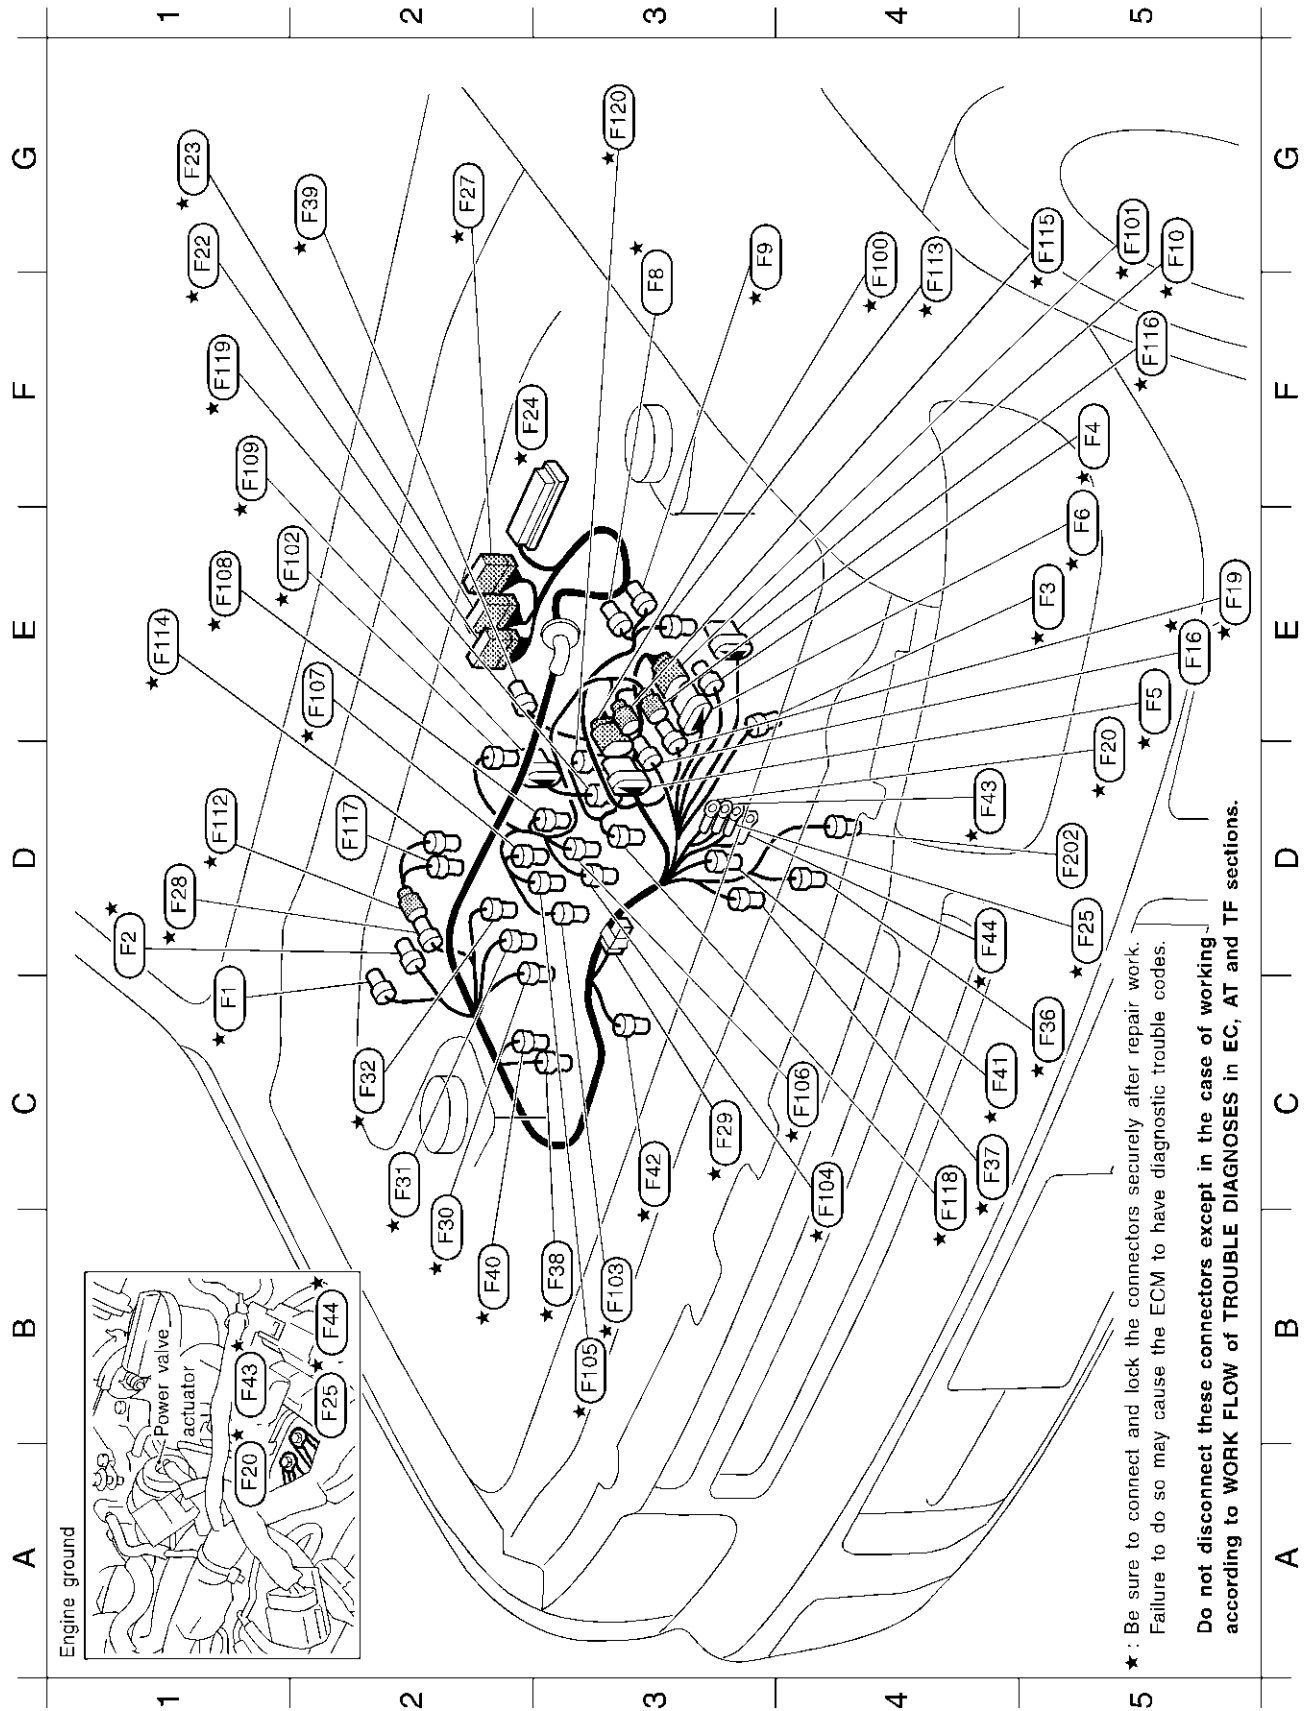 1
2
3
4
5
G
F
E
D
C
B
A
G
F
E
D
C
B
A
1
2
3
4
5
★ F23
★ F22
★ F39
★ F119
★ F109
★ F27
★ F120
★ F8
★ F9
★ F100
★ F113
★ F115
★ F101
★ F10
★ F116
★ F24
★ F4
★ F6
★ F3
★ F19
★ F16
★ F5
★ F20
★ F43
F202
★ F25
★ F44
★ F36
★ F41
★ F37
★ F118
★ F106
★ F104
★ F29
★ F42
★ F103
★ F105
★ F38
★ F40
★ F30
★ F31
★ F32
★ F1
★ F2
★ F28
★ F112
F117
★ F107
★ F114
★ F108
★ F102
Engine ground
Power valve
actuator
★ F20
★ F43
★ F25
★ F44
★ : Be sure to connect and lock the connectors securely after repair work.
Failure to do so may cause the ECM to have diagnostic trouble codes.
Do not disconnect these connectors except in the case of working
according to WORK FLOW of TROUBLE DIAGNOSES in EC, AT and TF sections.